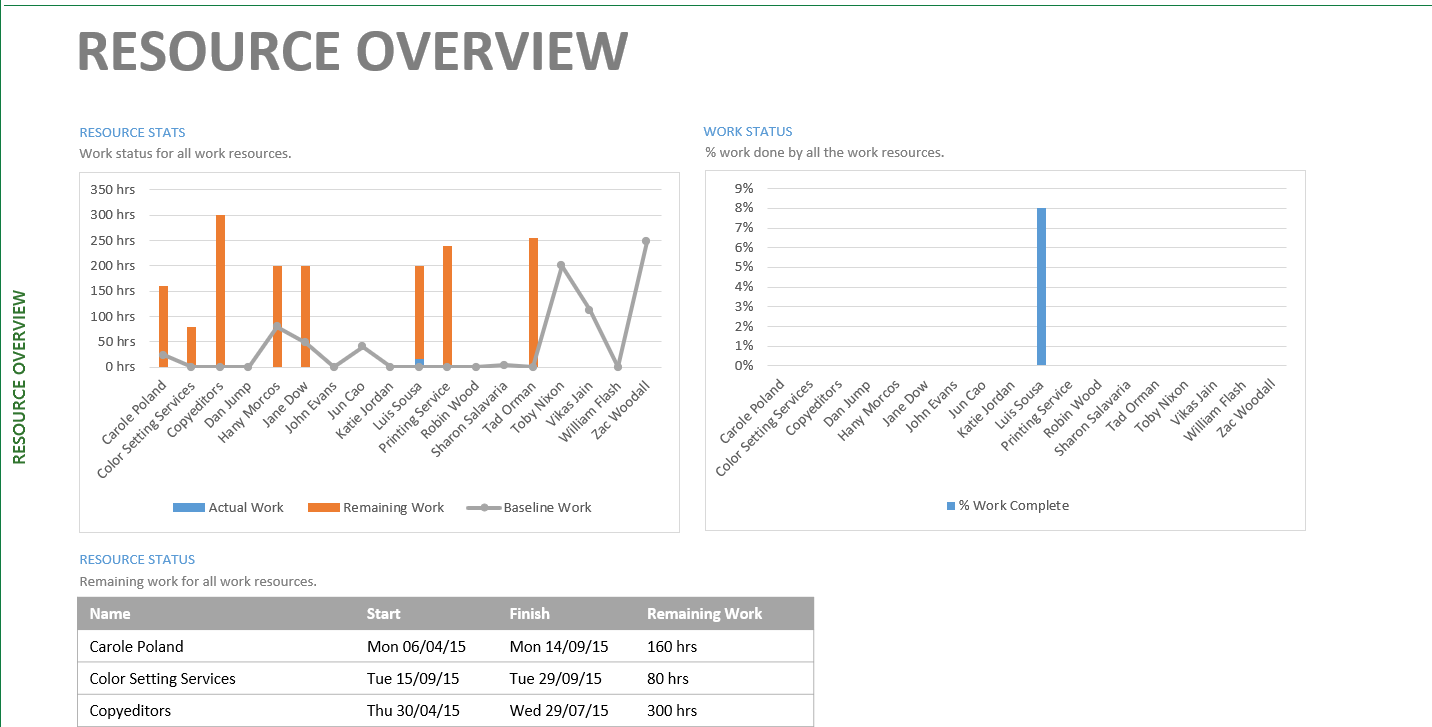 RESOURCE OVERVIEW
RESOURCE OVERVIEW
RESOURCE STATS
Work status for all work resources.
350 hrs
300 hrs
250 hrs
200 hrs
150 hrs
100 hrs
50 hrs
0 hrs
Carole Poland
Color Setting Services
Copyeditors
Dan Jump
Hany Morcos
Jane Dow
John Evans
Jun Cao
Katie Jordan
Luis Sousa
Printing Service
Robin Wood
Sharon Salavaria
Tad Orman
Toby Nixon
Vikas Jain
William Flash
Zac Woodall
Actual Work Remaining Work Baseline Work
WORK STATUS
% work done by all the work resources.
9%
8%
7%
6%
5%
4%
3%
2%
1%
0%
Carole Poland
Color Setting Services
Copyeditors
Dan Jump
Hany Morcos
Jane Dow
John Evans
Jun Cao
Katie Jordan
Luis Sousa
Printing Service
Robin Wood
Sharon Salavaria
Tad Orman
Toby Nixon
Vikas Jain
William Flash
Zac Woodall
% Work Complete
RESOURCE STATUS
Remaining work for all work resources.
Name Start Finish Remaining Work
Carole Poland Mon 06/04/15 Mon 14/09/15 160 hrs
Color Setting Services Tue 15/09/15 Tue 29/09/15 80 hrs
Copyeditors Thu 30/04/15 Wed 29/07/15 300 hrs